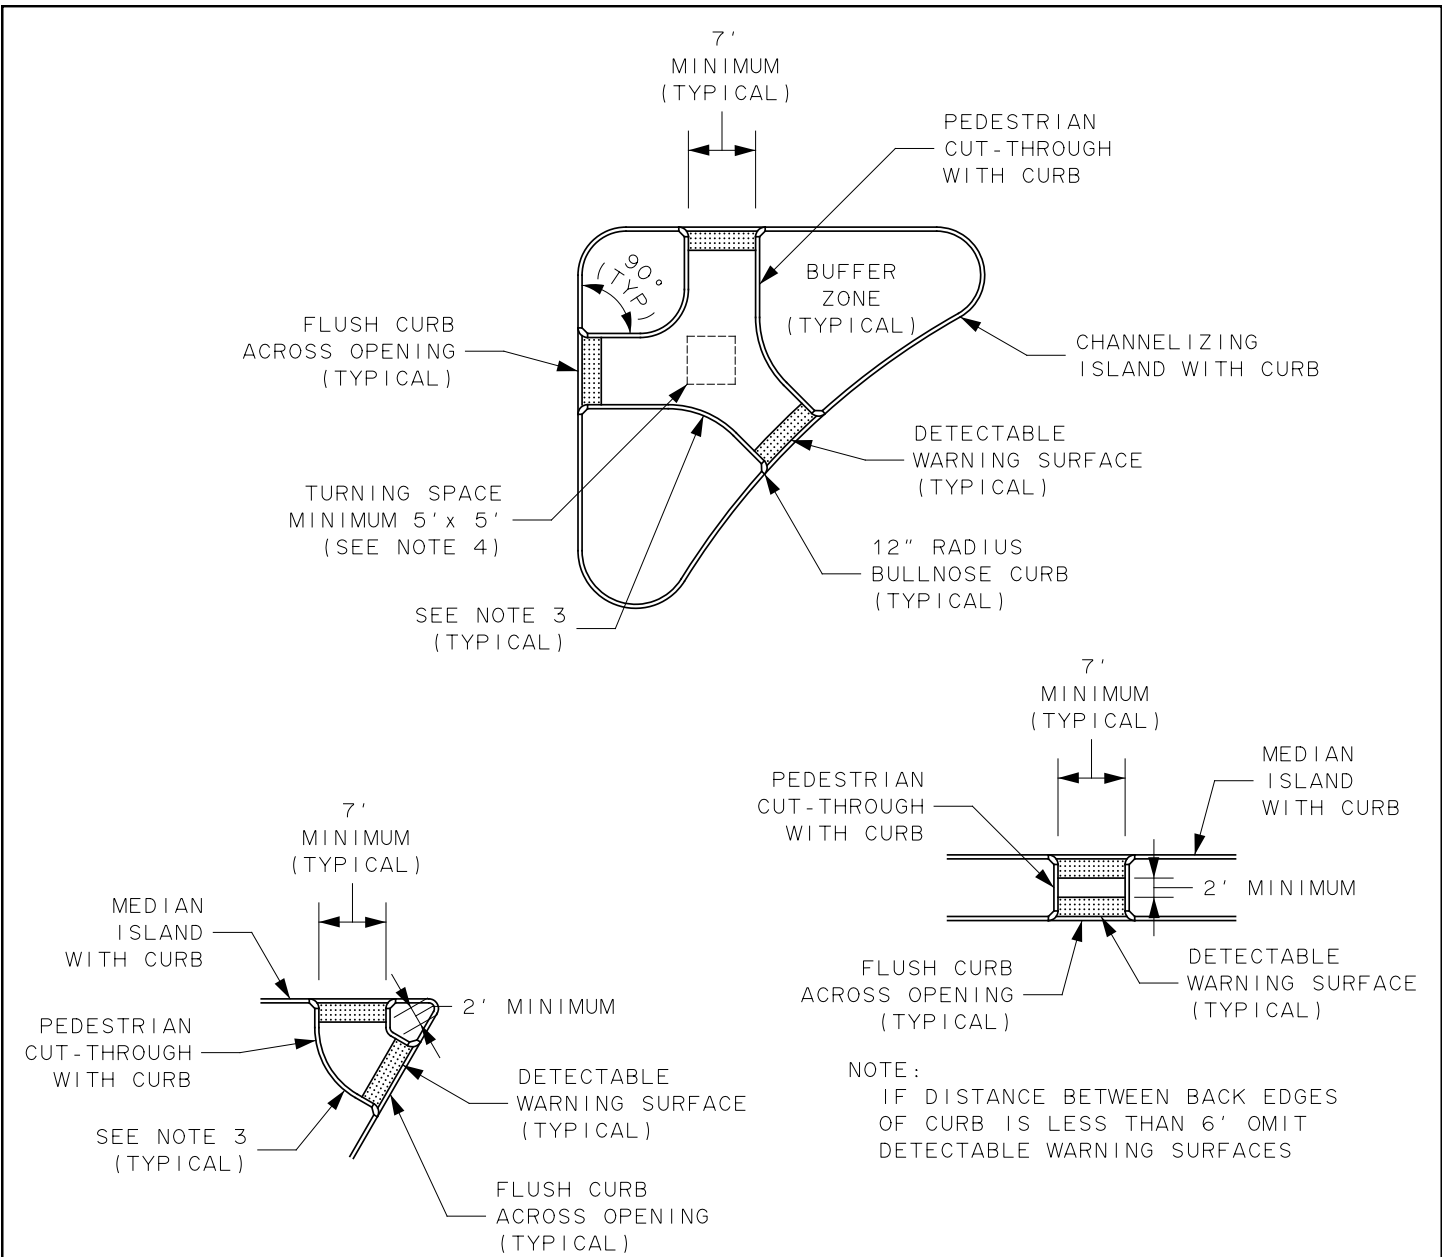 7'
MINIMUM
(TYPICAL)
PEDESTRIAN
CUT-THROUGH
WITH CURB
90°
(TYP)
BUFFER
ZONE
(TYPICAL)
FLUSH CURB
ACROSS OPENING
(TYPICAL)
CHANNELIZING
ISLAND WITH CURB
DETECTABLE
WARNING SURFACE
(TYPICAL)
TURNING SPACE
MINIMUM 5'x 5'
(SEE NOTE 4)
12" RADIUS
BULLNOSE CURB
(TYPICAL)
SEE NOTE 3
(TYPICAL)
7'
MINIMUM
(TYPICAL)
MEDIAN
ISLAND
WITH CURB
PEDESTRIAN
CUT-THROUGH
WITH CURB
2' MINIMUM
FLUSH CURB
ACROSS OPENING
(TYPICAL)
DETECTABLE
WARNING SURFACE
(TYPICAL)
NOTE:
IF DISTANCE BETWEEN BACK EDGES
OF CURB IS LESS THAN 6' OMIT
DETECTABLE WARNING SURFACES
7'
MINIMUM
(TYPICAL)
MEDIAN
ISLAND
WITH CURB
2' MINIMUM
PEDESTRIAN
CUT-THROUGH
WITH CURB
DETECTABLE
WARNING SURFACE
(TYPICAL)
SEE NOTE 3
(TYPICAL)
FLUSH CURB
ACROSS OPENING
(TYPICAL)